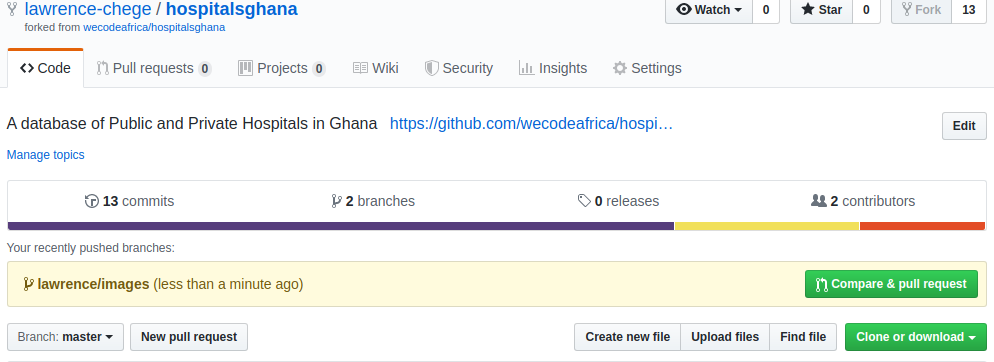 lawrence-chege / hospitalsghana Watch 0 Star 0 Fork 13
forked from wecodeafrica/hospitalsghana
Code Pull requests 0 Projects 0 Wiki Security Insights Settings
A database of Public and Private Hospitals in Ghana https://github.com/wecodeafrica/hospi... Edit
Manage topics
13 commits 2 branches 0 releases 2 contributors
Your recently pushed branches:
lawrence/images (less than a minute ago) Compare & pull request
Branch: master New pull request Create new file Upload files Find file Clone or download